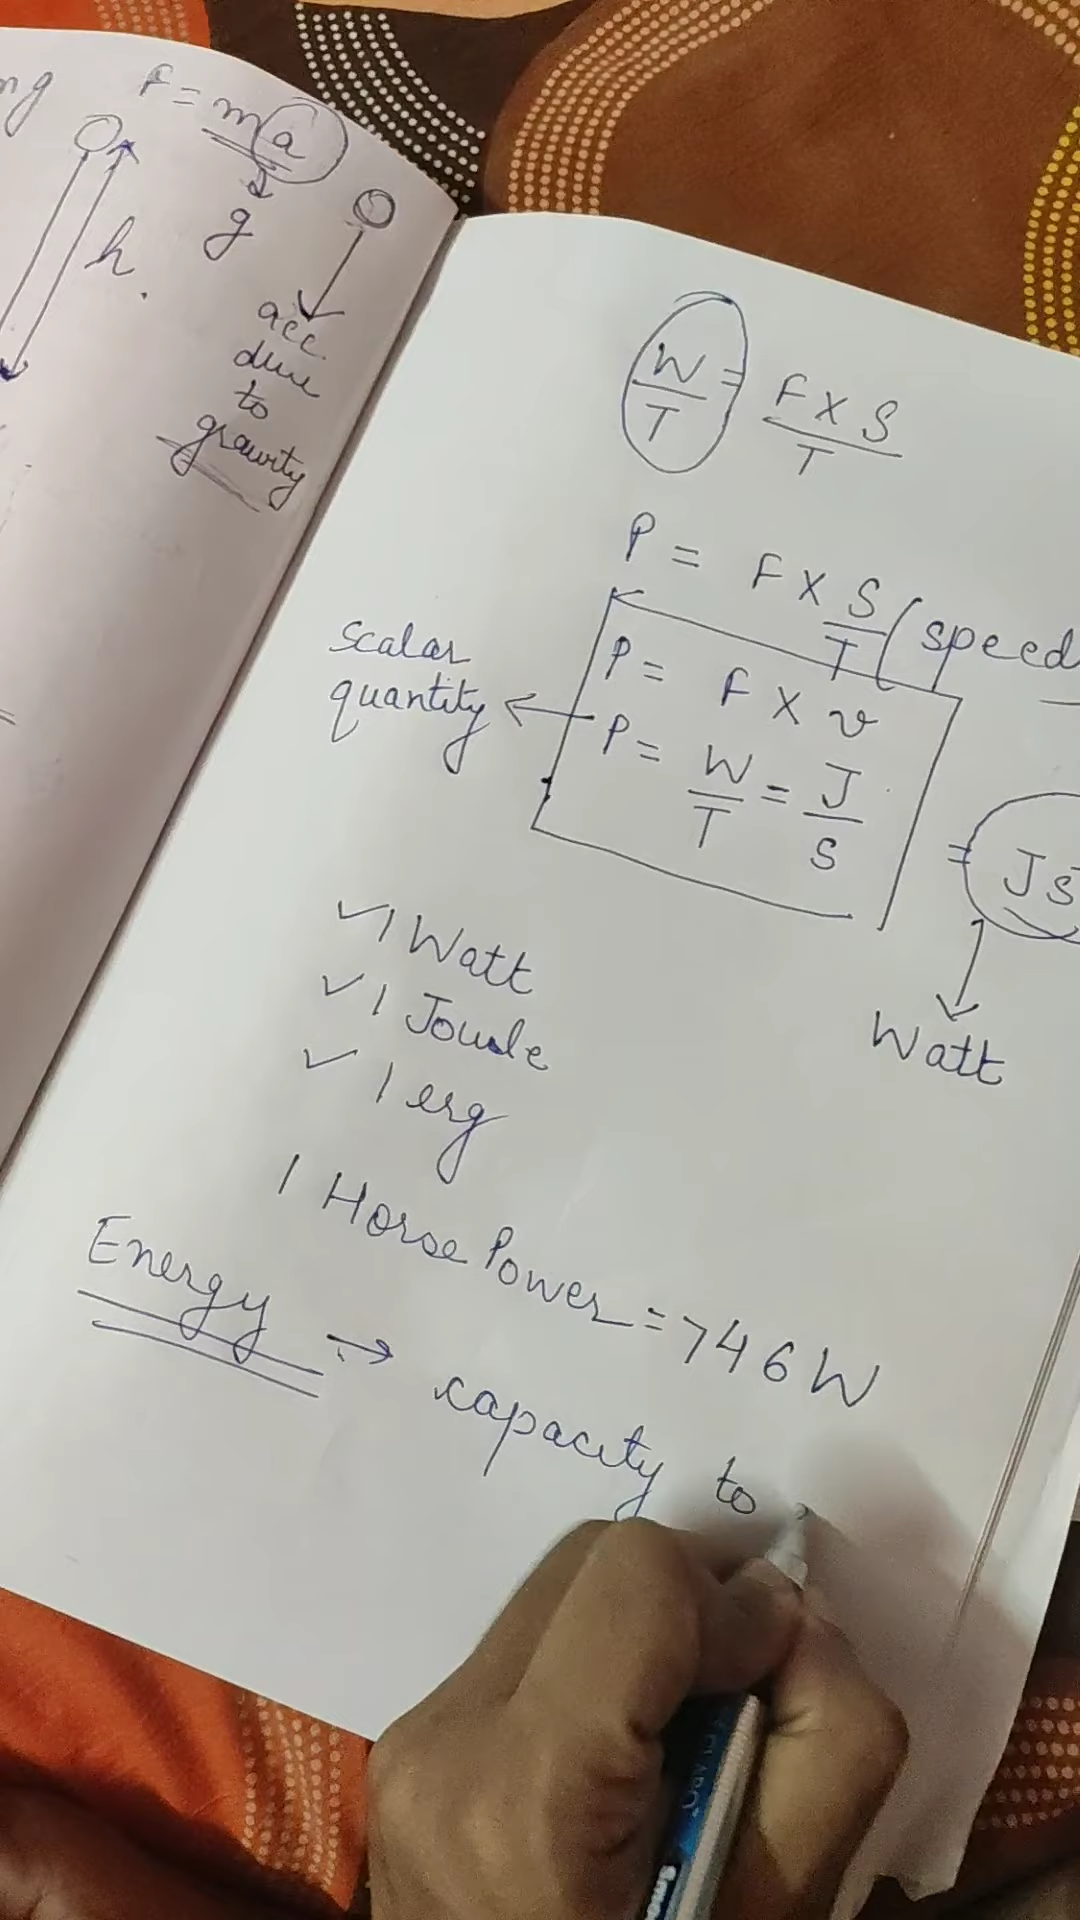 mg
F = ma
g
h.
acc.
due
to
gravity
W/T = F X S/T
P = F X S/T (speed
P = F X v
P = W/T = J/S
= Js
scalar
quantity
Watt
✓ 1 Watt
✓ 1 Joule
✓ 1 erg
1 Horse Power = 746 W
Energy → capacity to